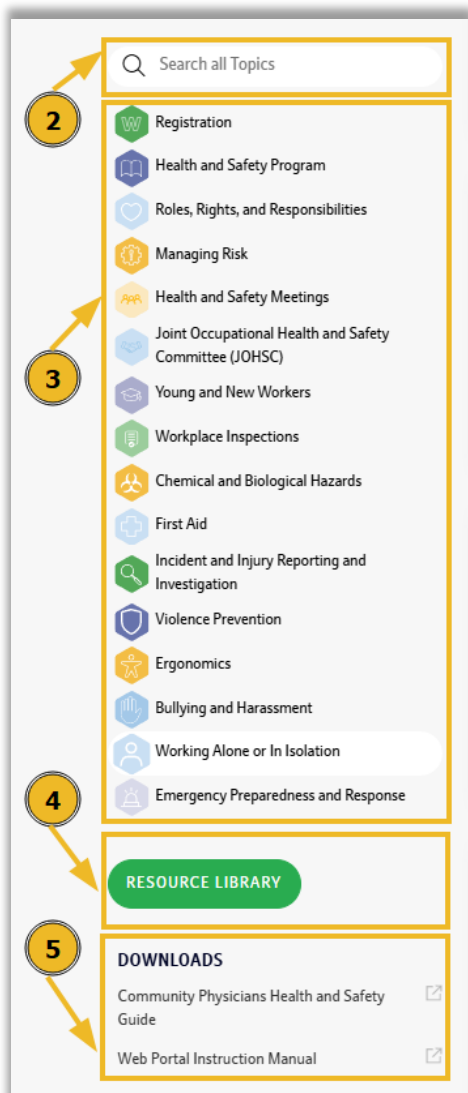 Search all Topics
2
Registration
Health and Safety Program
Roles, Rights, and Responsibilities
Managing Risk
Health and Safety Meetings
3
Joint Occupational Health and Safety
Committee (JOHSC)
Young and New Workers
Workplace Inspections
Chemical and Biological Hazards
First Aid
Incident and Injury Reporting and
Investigation
Violence Prevention
Ergonomics
Bullying and Harassment
Working Alone or In Isolation
Emergency Preparedness and Response
4
RESOURCE LIBRARY
5
DOWNLOADS
Community Physicians Health and Safety
Guide
Web Portal Instruction Manual